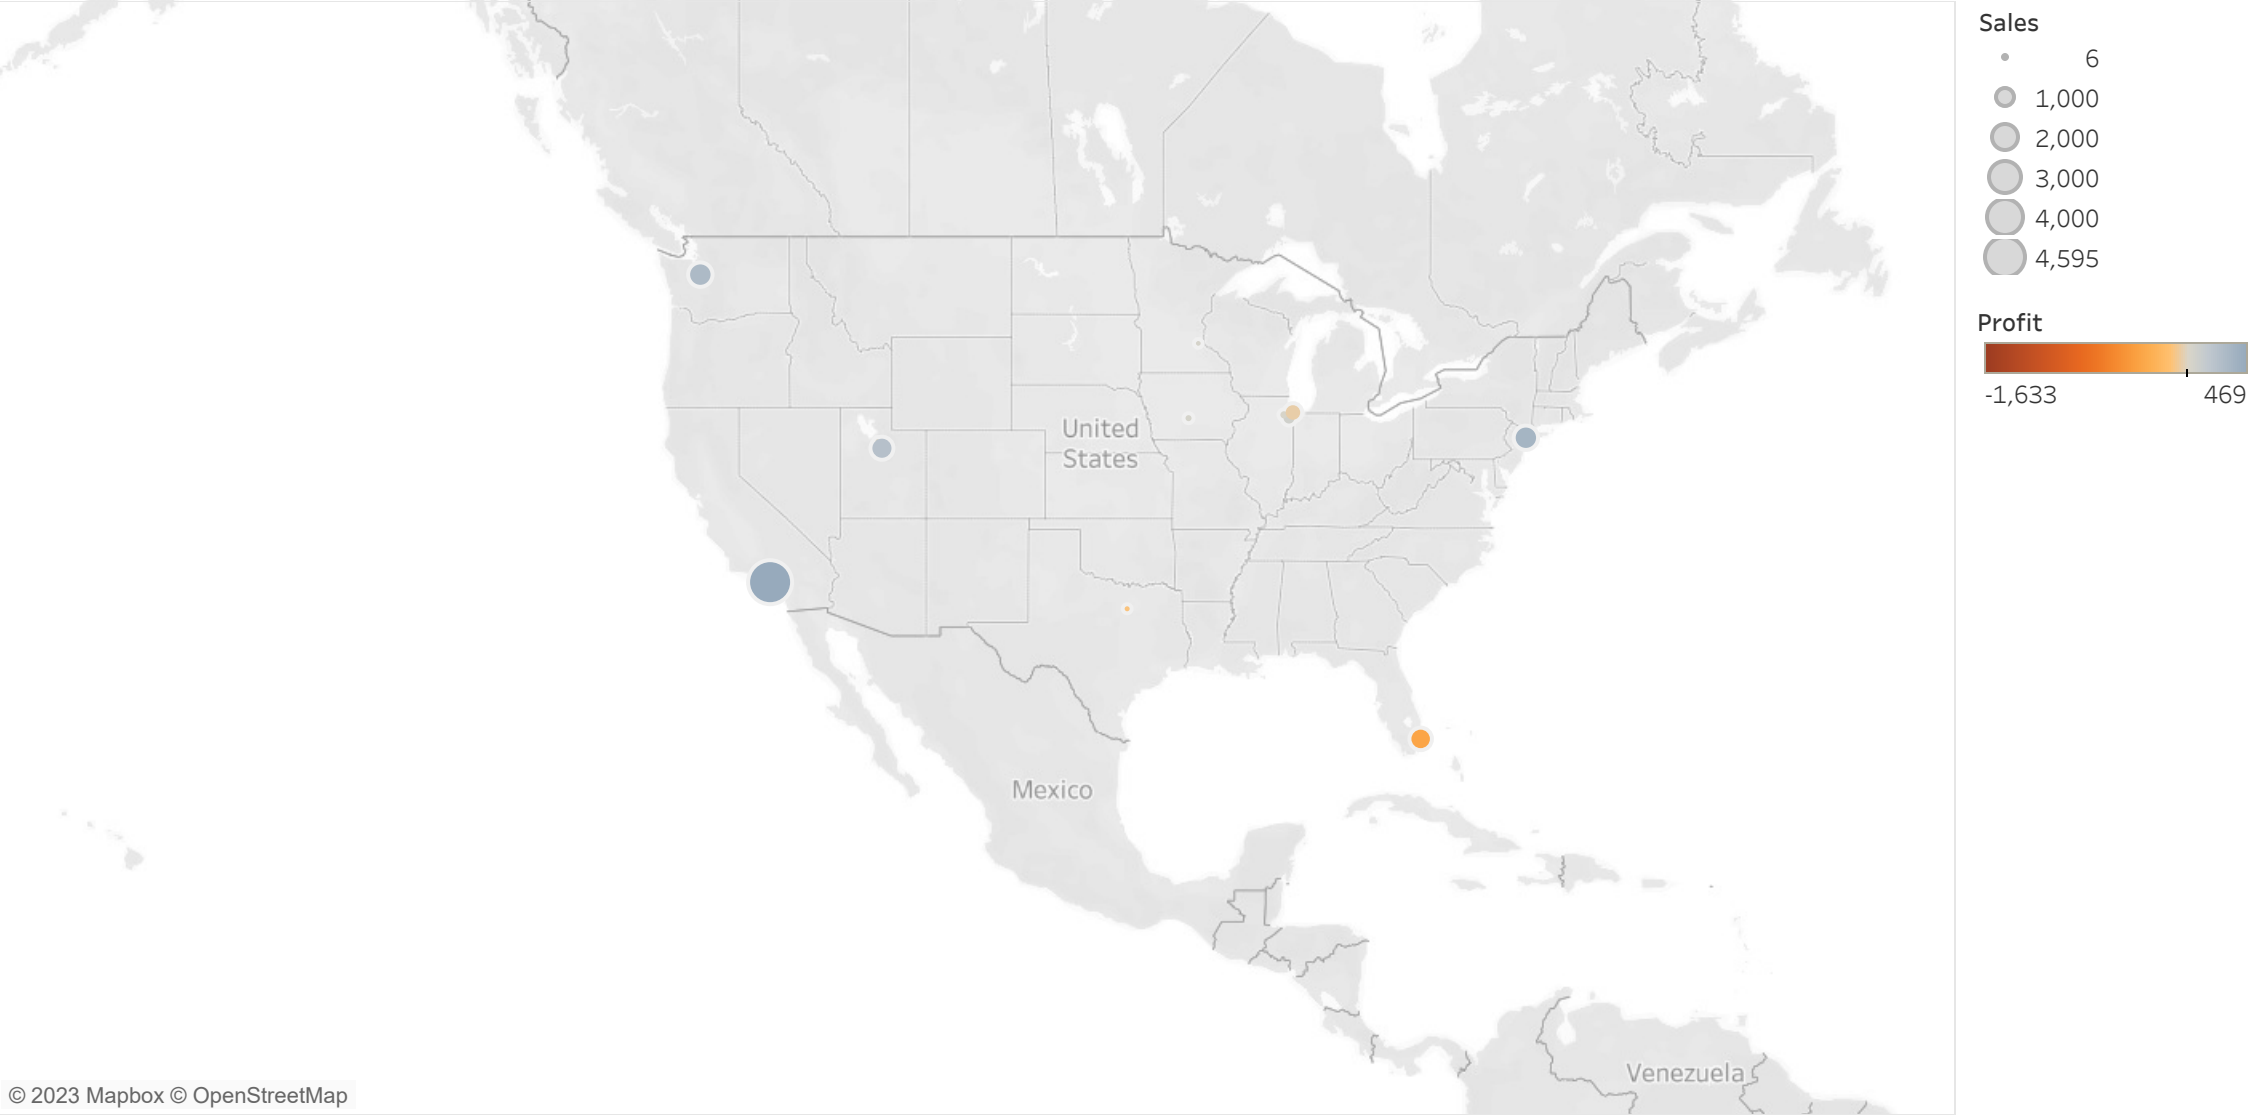 Sales
6
1,000
2,000
3,000
4,000
4,595
Profit
-1,633 469
United
States
Mexico
Venezuela
© 2023 Mapbox © OpenStreetMap